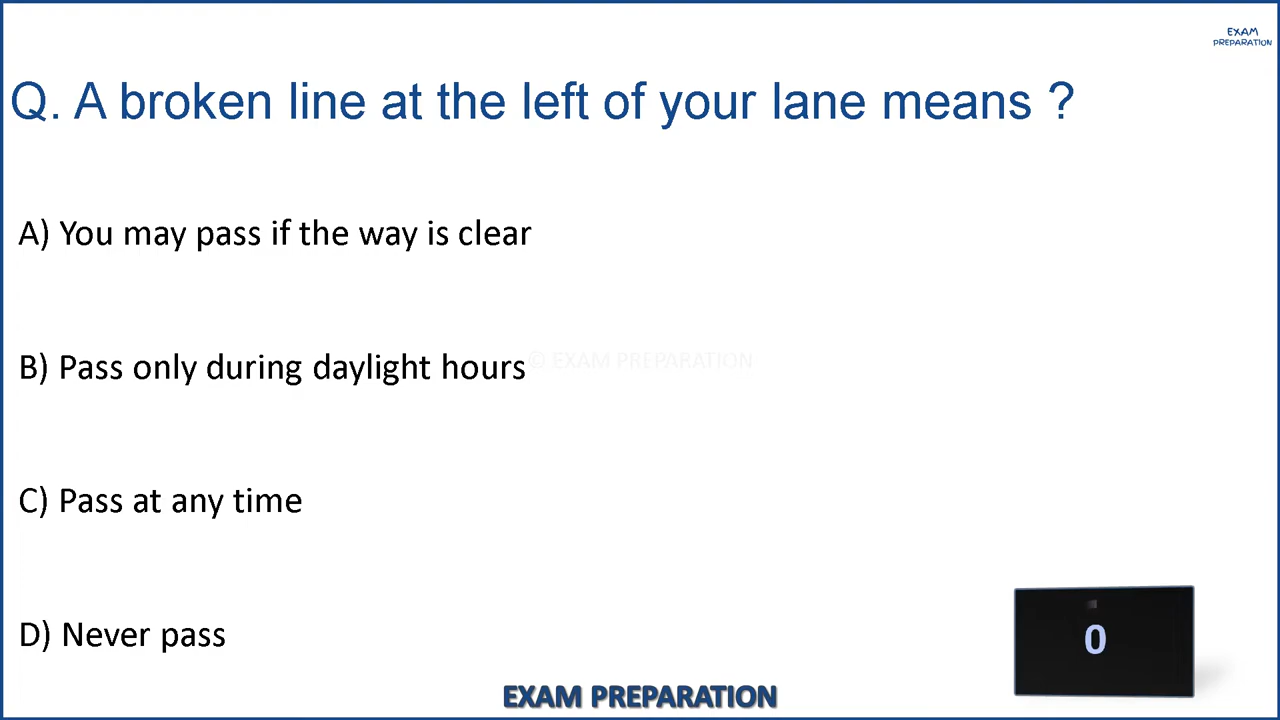 EXAM
PREPARATION
Q. A broken line at the left of your lane means ?
A) You may pass if the way is clear
B) Pass only during daylight hours
© EXAM PREPARATION
C) Pass at any time
D) Never pass
0
EXAM PREPARATION